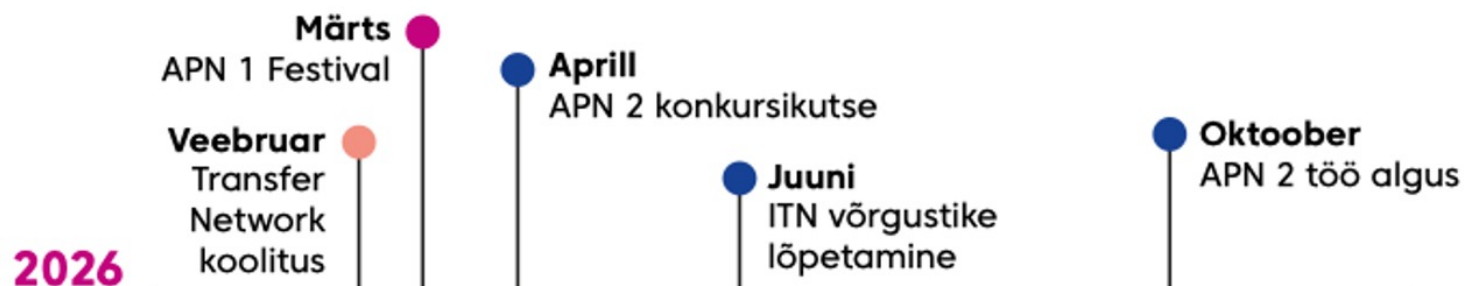 Märts
APN 1 Festival
Aprill
APN 2 konkursikutse
Veebruar
Transfer
Network
koolitus
Juuni
ITN võrgustike
lõpetamine
Oktoober
APN 2 töö algus
2026